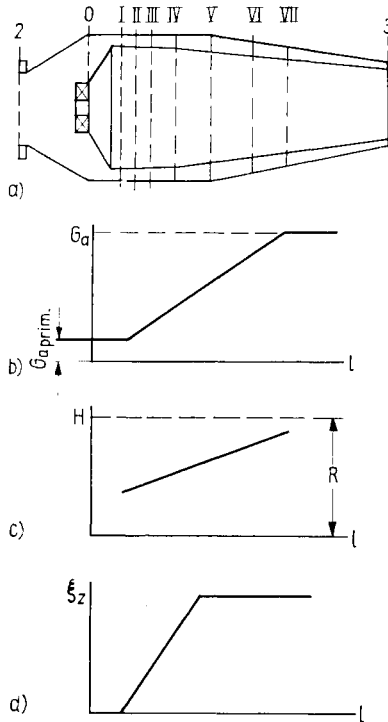 2 0 I II III IV V VI VII 3
a)
Ga
Ga prim.
b) l
H
R
c) l
ξz
d) l